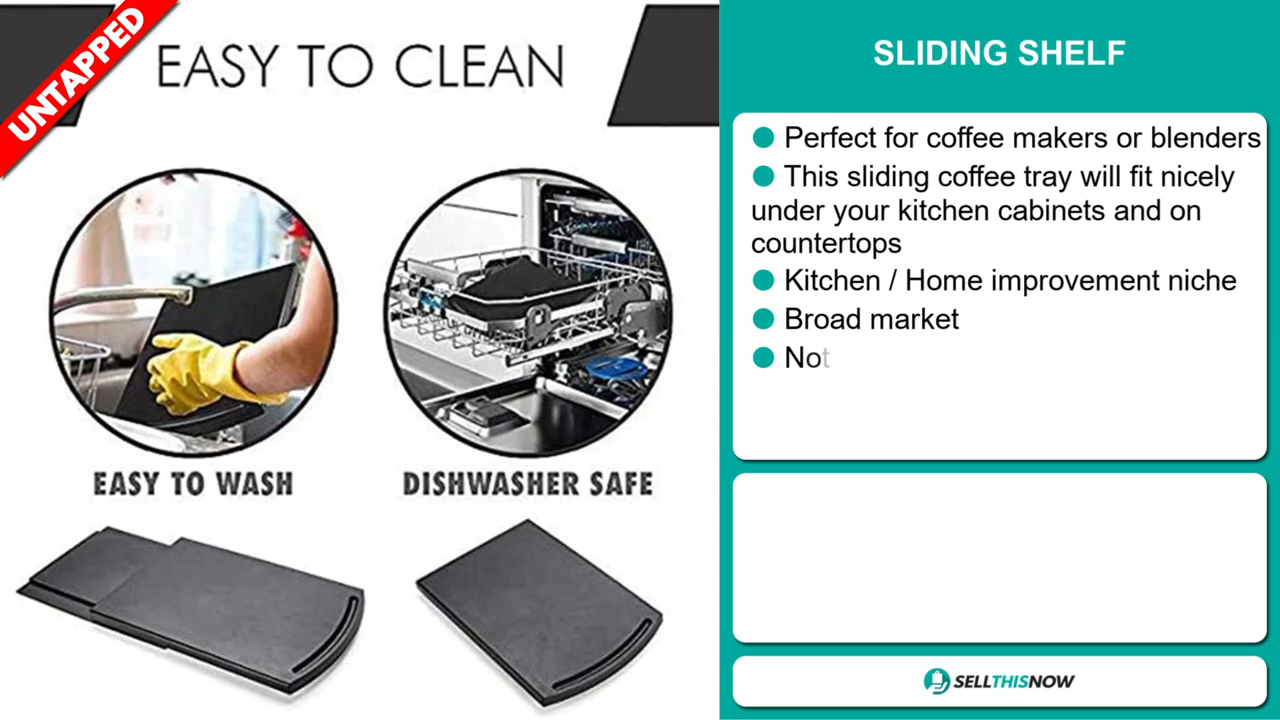 UNTAPPED
EASY TO CLEAN
EASY TO WASH
DISHWASHER SAFE
SLIDING SHELF
Perfect for coffee makers or blenders
This sliding coffee tray will fit nicely
under your kitchen cabinets and on
countertops
Kitchen / Home improvement niche
Broad market
Not
SELLTHISNOW